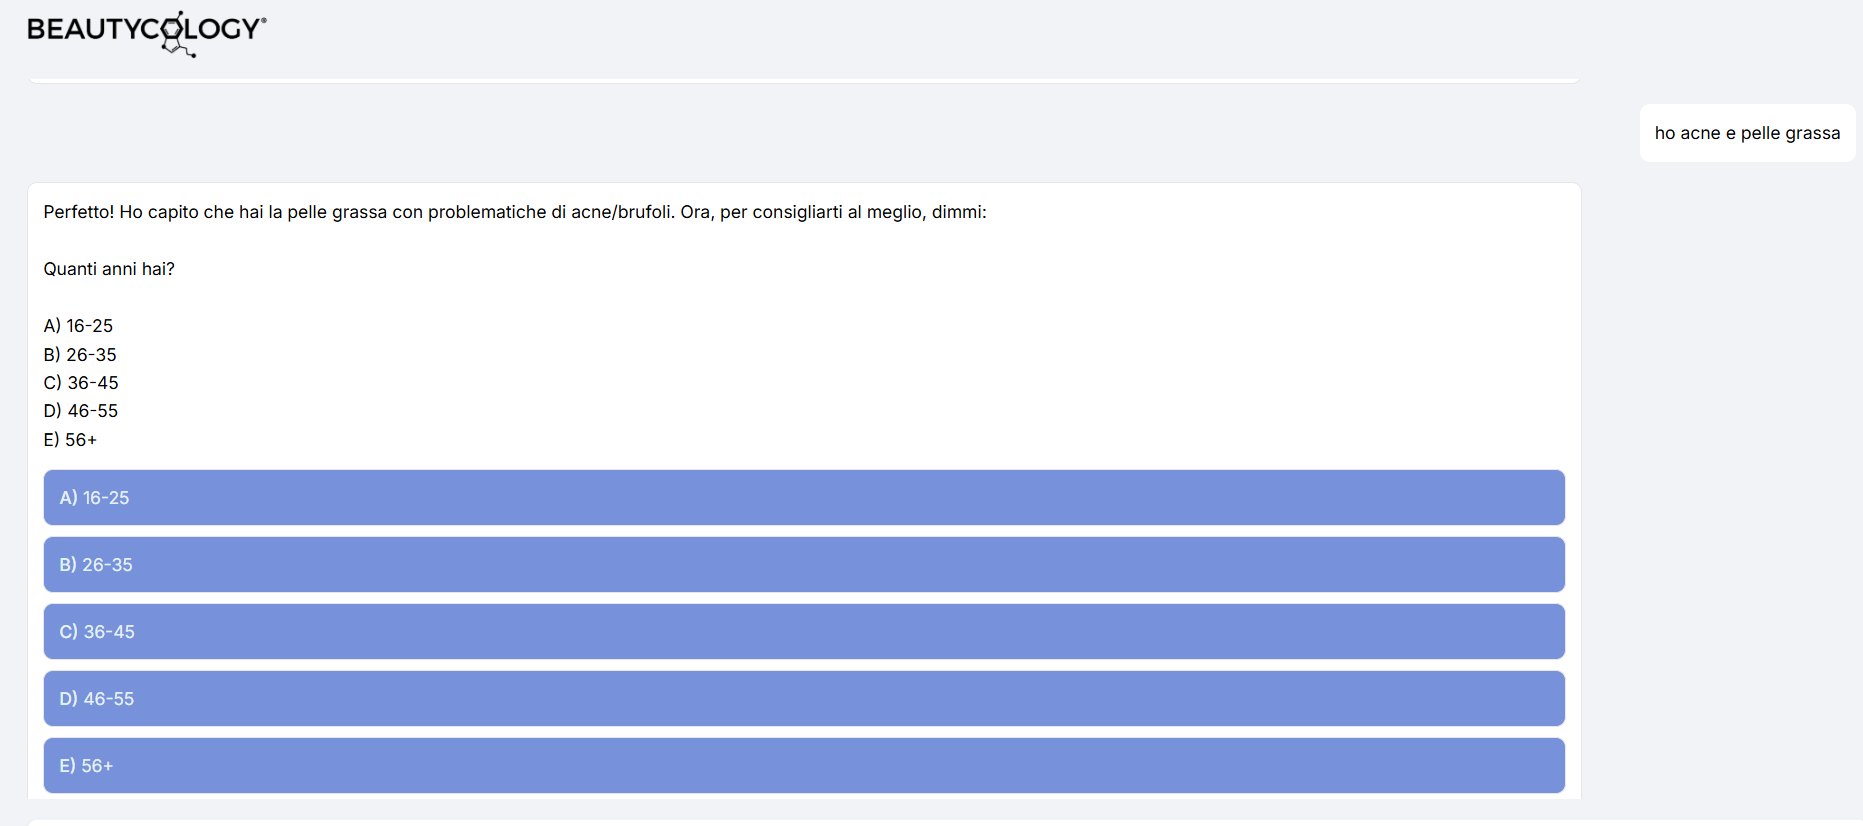 BEAUTYCOLOGY®
ho acne e pelle grassa
Perfetto! Ho capito che hai la pelle grassa con problematiche di acne/brufoli. Ora, per consigliarti al meglio, dimmi:
Quanti anni hai?
A) 16-25
B) 26-35
C) 36-45
D) 46-55
E) 56+
A) 16-25
B) 26-35
C) 36-45
D) 46-55
E) 56+